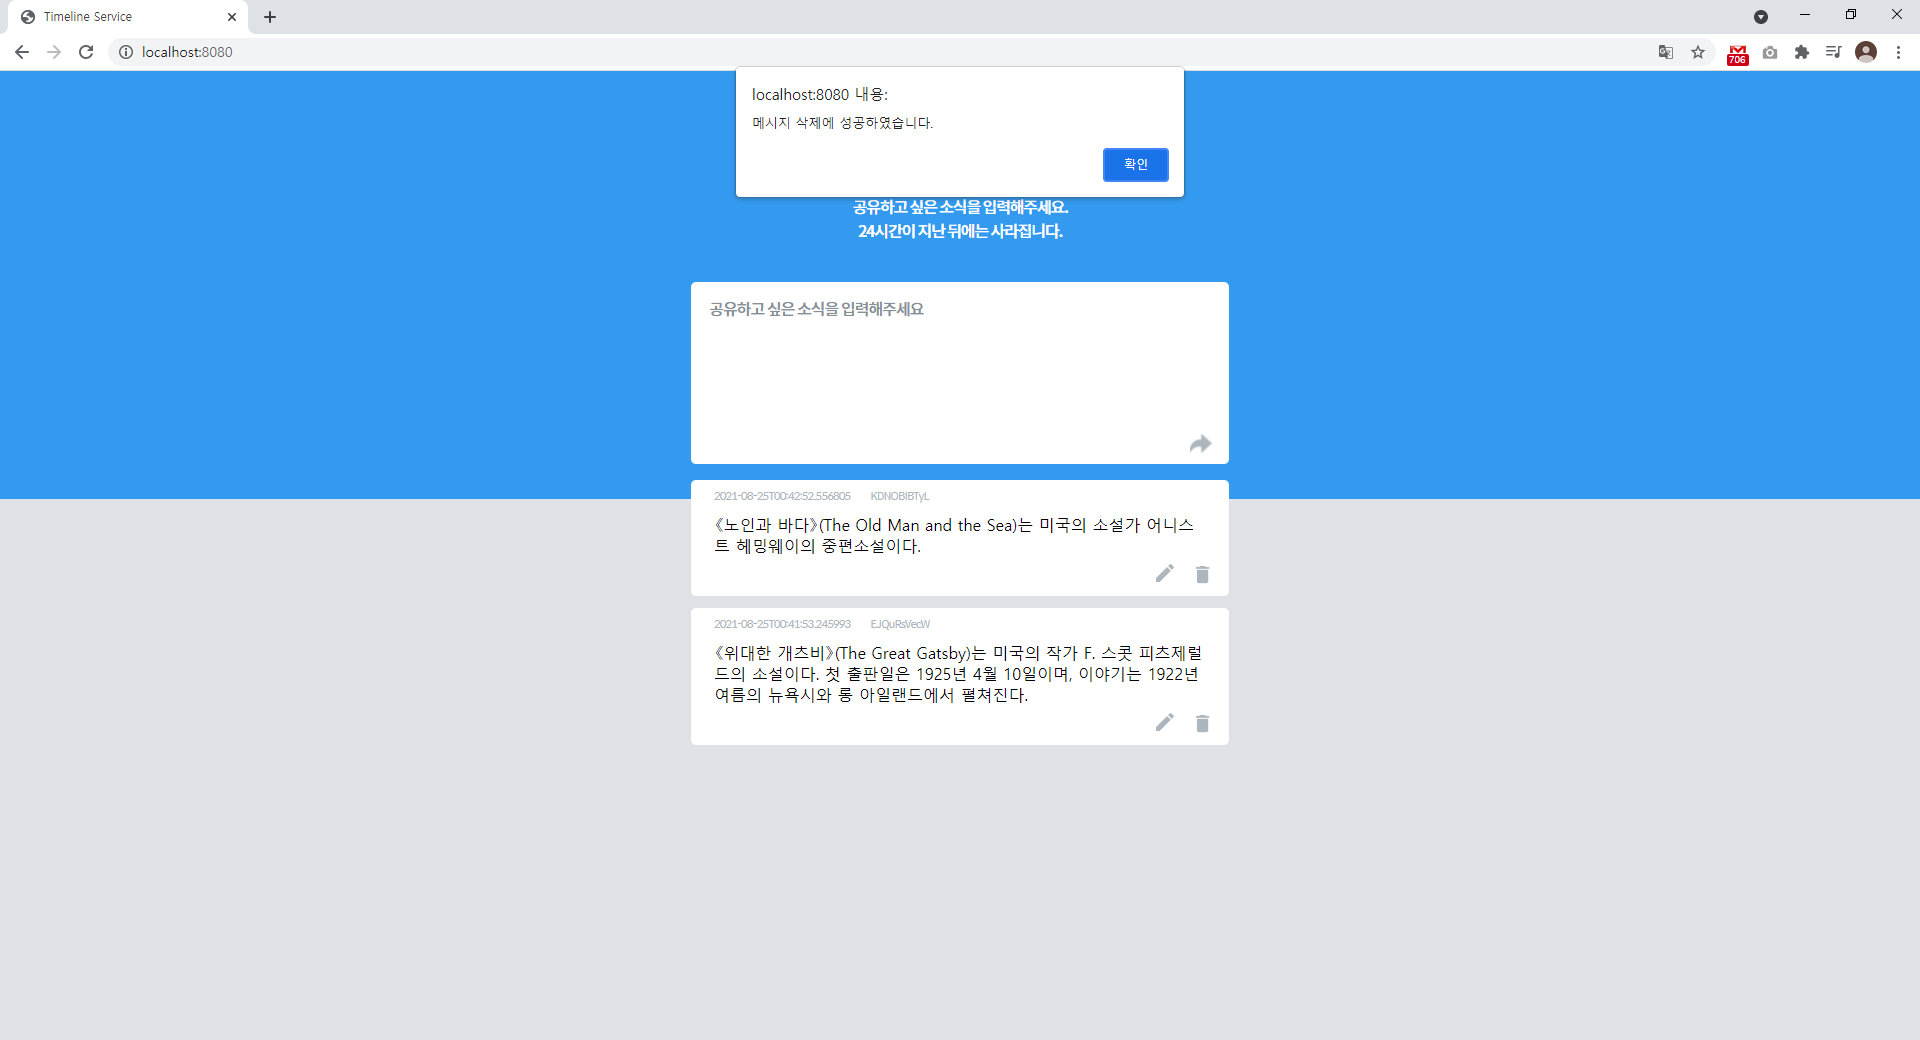 Timeline Service
localhost:8080
706
localhost:8080 내용:
메시지 삭제에 성공하였습니다.
확인
공유하고 싶은 소식을 입력해주세요.
24시간이 지난 뒤에는 사라집니다.
공유하고 싶은 소식을 입력해주세요
2021-08-25T00:42:52.556805 KDNOBIBTyL
《노인과 바다》(The Old Man and the Sea)는 미국의 소설가 어니스
트 헤밍웨이의 중편소설이다.
2021-08-25T00:41:53.245993 EJQuRsVecW
《위대한 개츠비》(The Great Gatsby)는 미국의 작가 F. 스콧 피츠제럴
드의 소설이다. 첫 출판일은 1925년 4월 10일이며, 이야기는 1922년
여름의 뉴욕시와 롱 아일랜드에서 펼쳐진다.